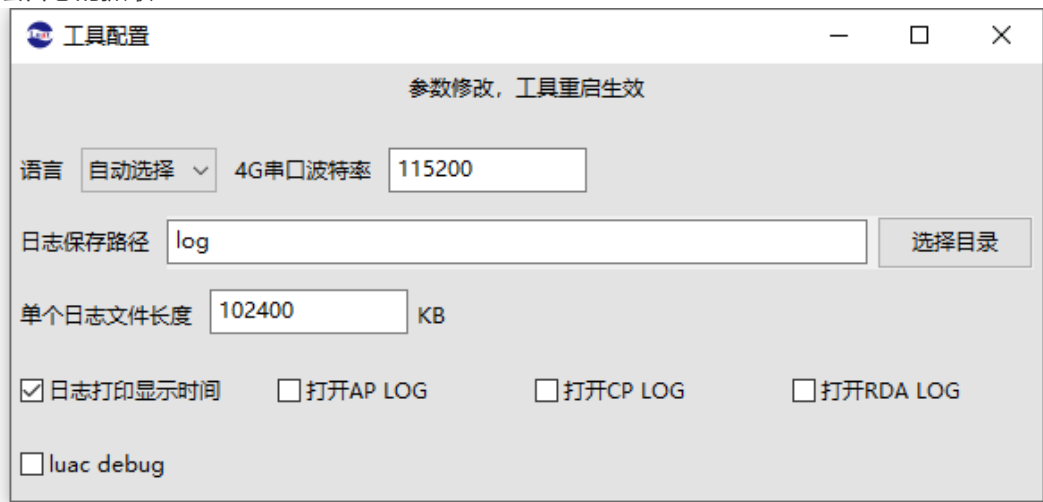 工具配置
参数修改，工具重启生效
语言 自动选择 4G串口波特率 115200
日志保存路径 log 选择目录
单个日志文件长度 102400 KB
日志打印显示时间 打开AP LOG 打开CP LOG 打开RDA LOG
luac debug